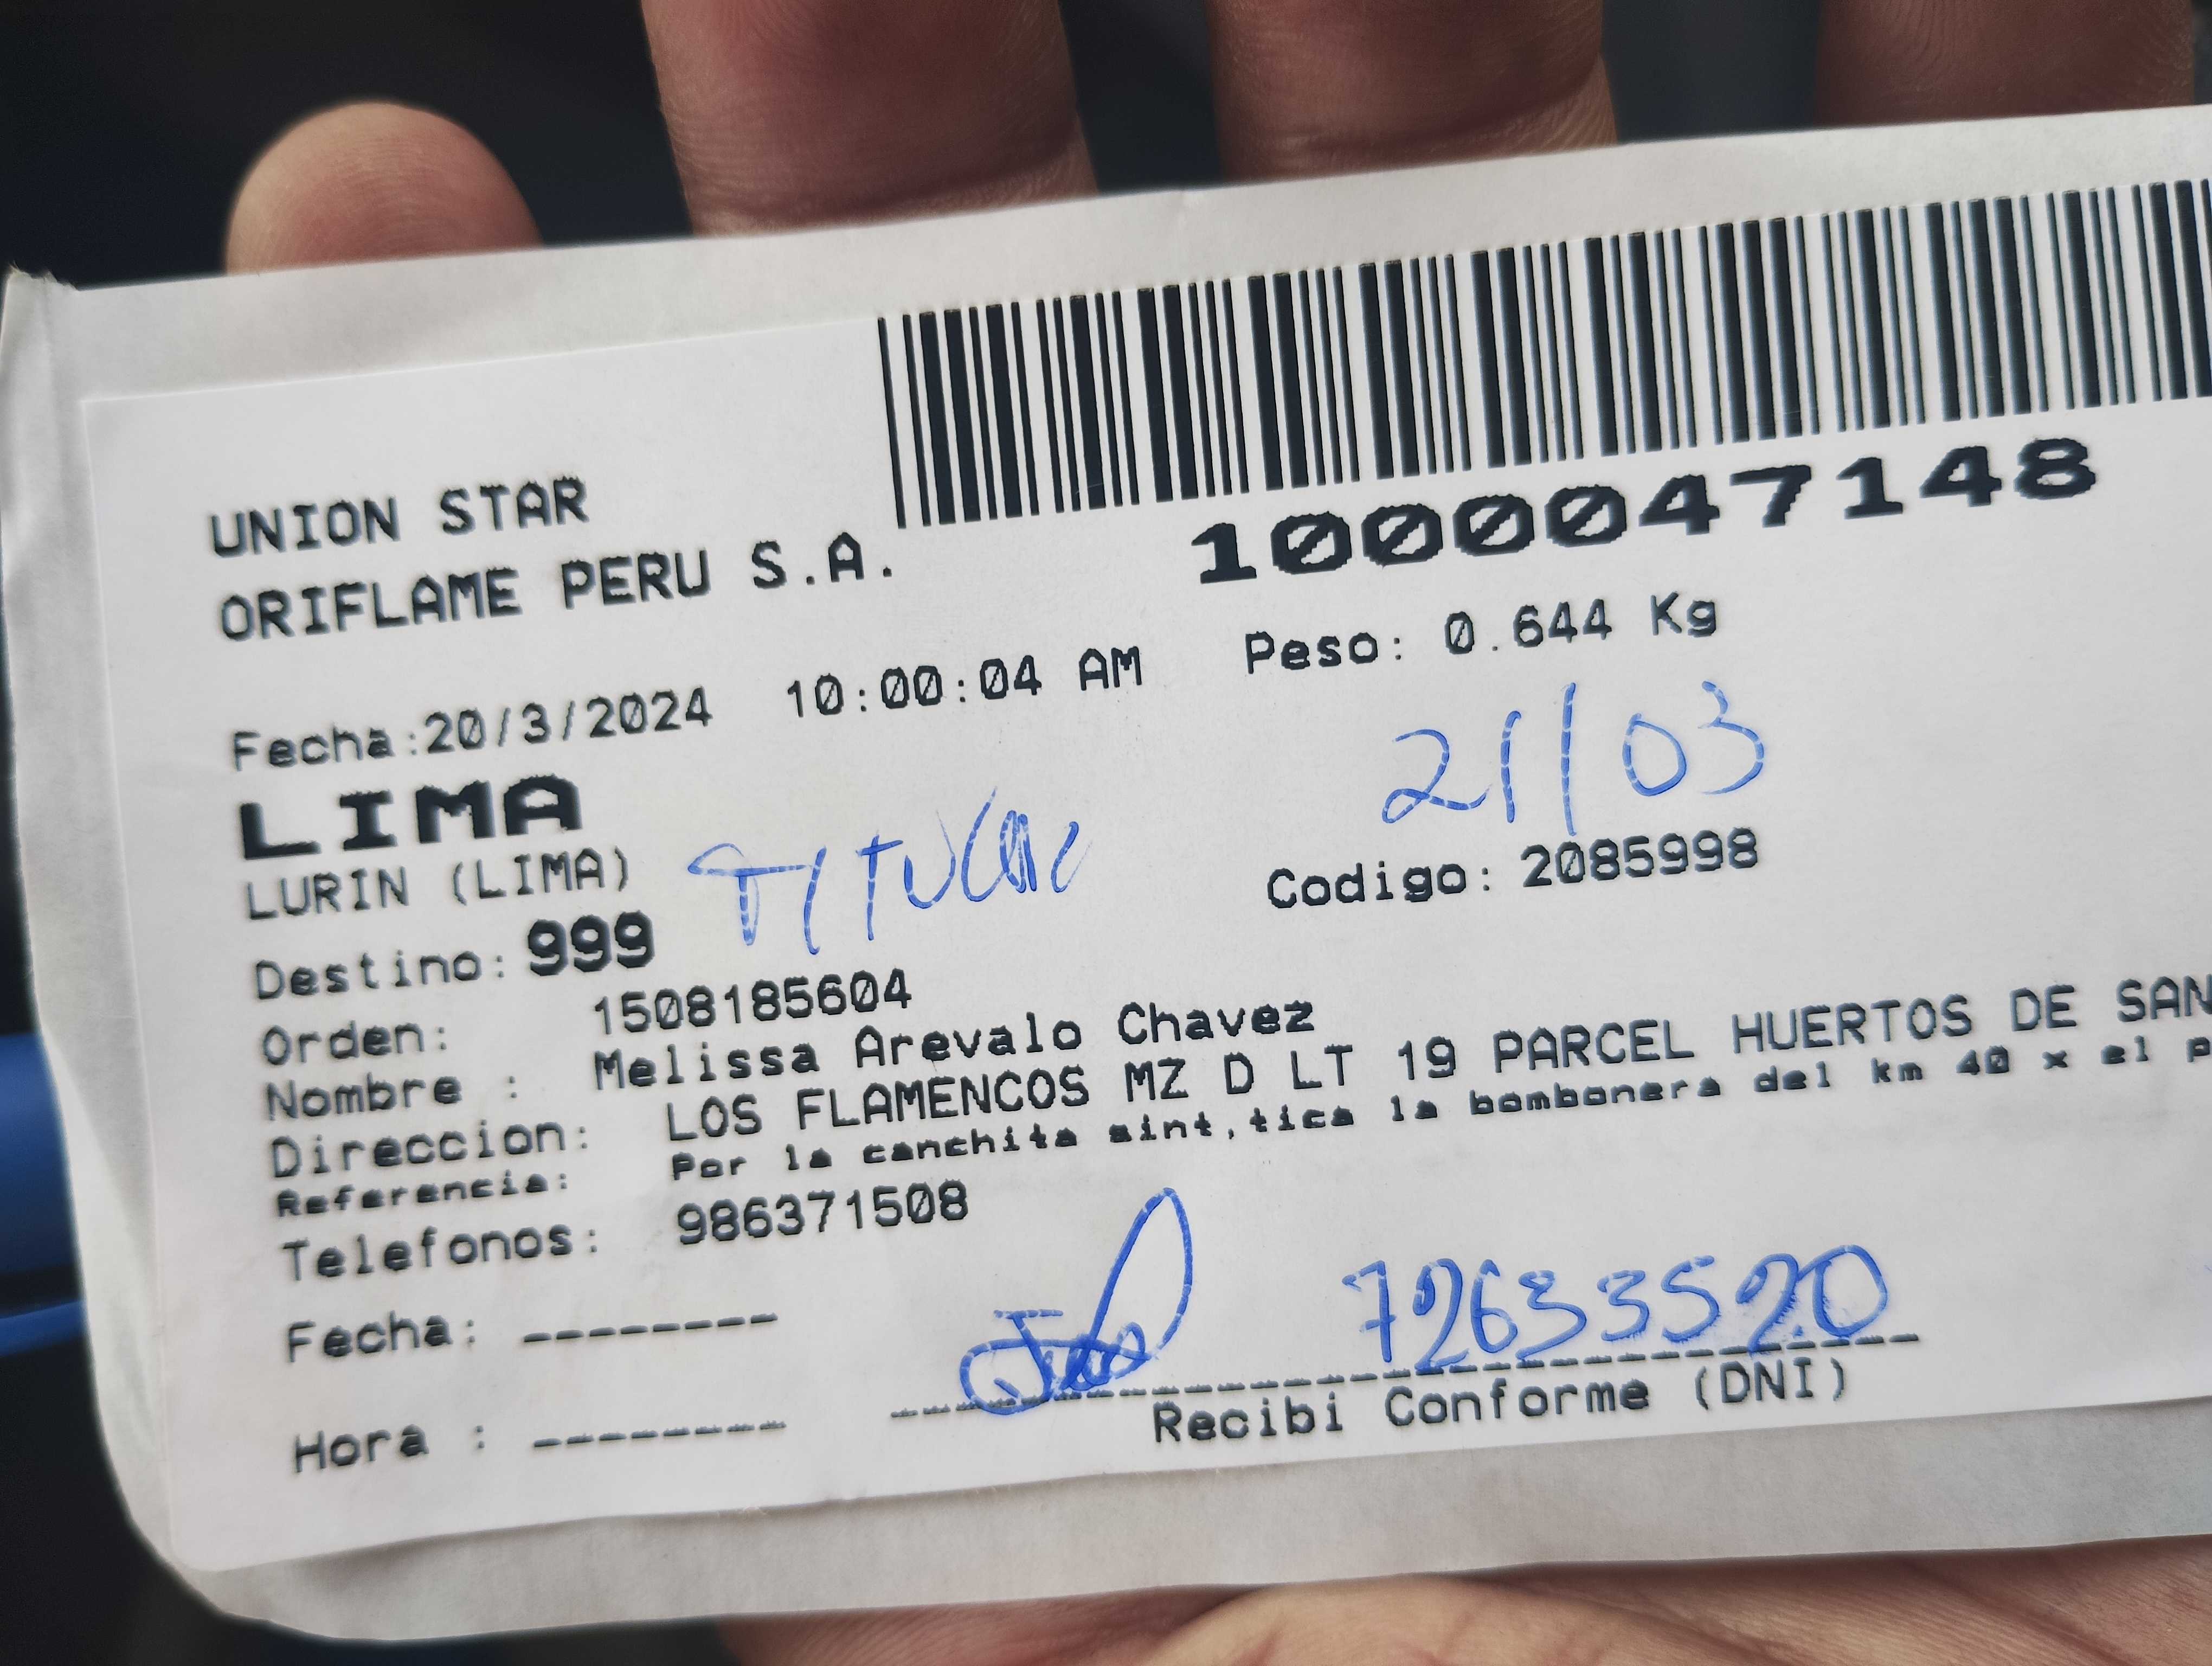 UNION STAR
ORIFLAME PERU S.A.
1000047148
Fecha:20/3/2024 10:00:04 AM Peso: 0.644 Kg
LIMA 21/03
LURIN (LIMA) TITULAR Codigo: 2085998
Destino: 999
Orden: 1508185604
Nombre : Melissa Arevalo Chavez
Direccion: LOS FLAMENCOS MZ D LT 19 PARCEL HUERTOS DE SAN
Referencia: Por la canchita sint,tica la bombonera del km 40 x el p
Telefonos: 986371508
Fecha: -------- 72633520
Hora : -------- Recibi Conforme (DNI)